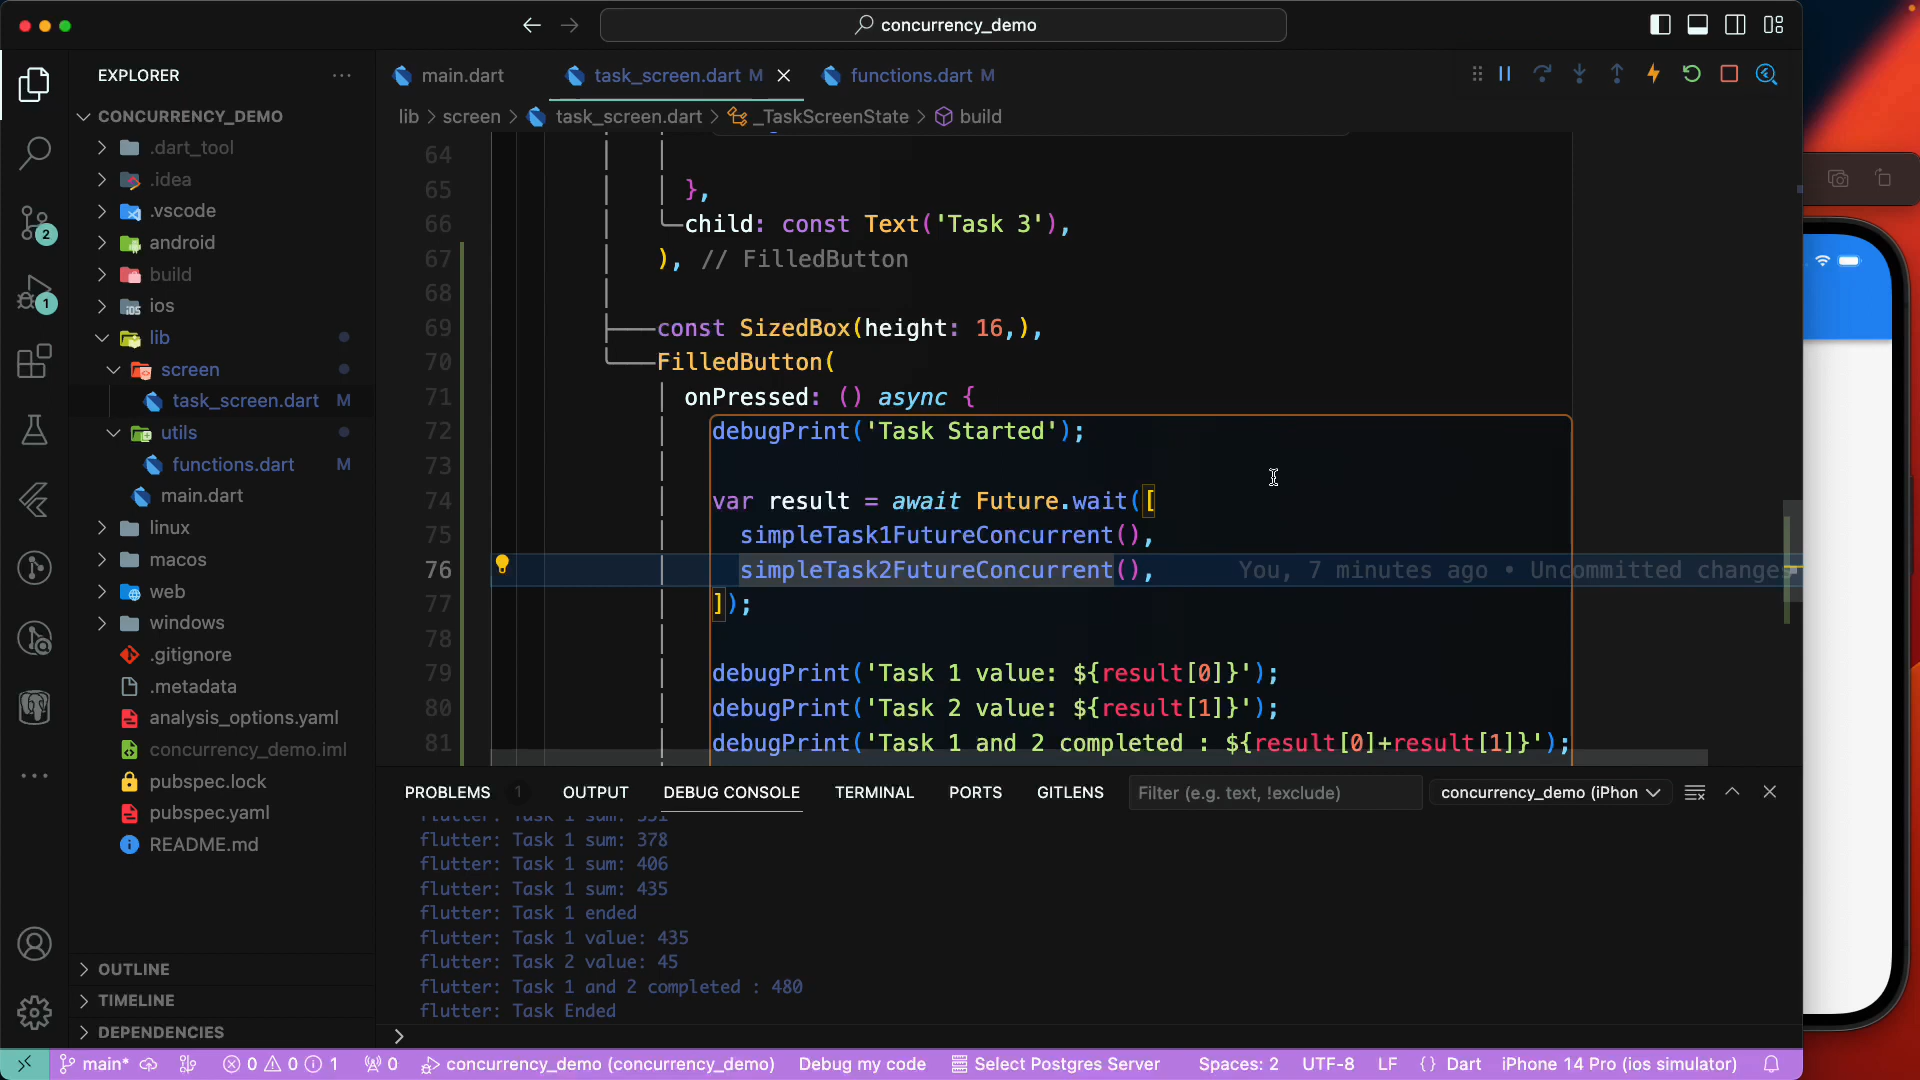 concurrency_demo
EXPLORER
main.dart
task_screen.dart M
functions.dart M
lib > screen > task_screen.dart > _TaskScreenState > build
CONCURRENCY_DEMO
.dart_tool
.idea
.vscode
android
build
ios
lib
screen
task_screen.dart M
utils
functions.dart M
main.dart
linux
macos
web
windows
.gitignore
.metadata
analysis_options.yaml
concurrency_demo.iml
pubspec.lock
pubspec.yaml
README.md
OUTLINE
TIMELINE
DEPENDENCIES
2
1
64
65 },
66 child: const Text('Task 3'),
67 ), // FilledButton
68
69 const SizedBox(height: 16,),
70 FilledButton(
71 onPressed: () async {
72 debugPrint('Task Started');
73
74 var result = await Future.wait([
75 simpleTask1FutureConcurrent(),
76 simpleTask2FutureConcurrent(), You, 7 minutes ago • Uncommitted changes
77 ]);
78
79 debugPrint('Task 1 value: ${result[0]}');
80 debugPrint('Task 2 value: ${result[1]}');
81 debugPrint('Task 1 and 2 completed : ${result[0]+result[1]}');
PROBLEMS 1 OUTPUT DEBUG CONSOLE TERMINAL PORTS GITLENS Filter (e.g. text, !exclude) concurrency_demo (iPhon
flutter: Task 1 sum: 351
flutter: Task 1 sum: 378
flutter: Task 1 sum: 406
flutter: Task 1 sum: 435
flutter: Task 1 ended
flutter: Task 1 value: 435
flutter: Task 2 value: 45
flutter: Task 1 and 2 completed : 480
flutter: Task Ended
main* 0 0 1 0 concurrency_demo (concurrency_demo) Debug my code Select Postgres Server Spaces: 2 UTF-8 LF {} Dart iPhone 14 Pro (ios simulator)